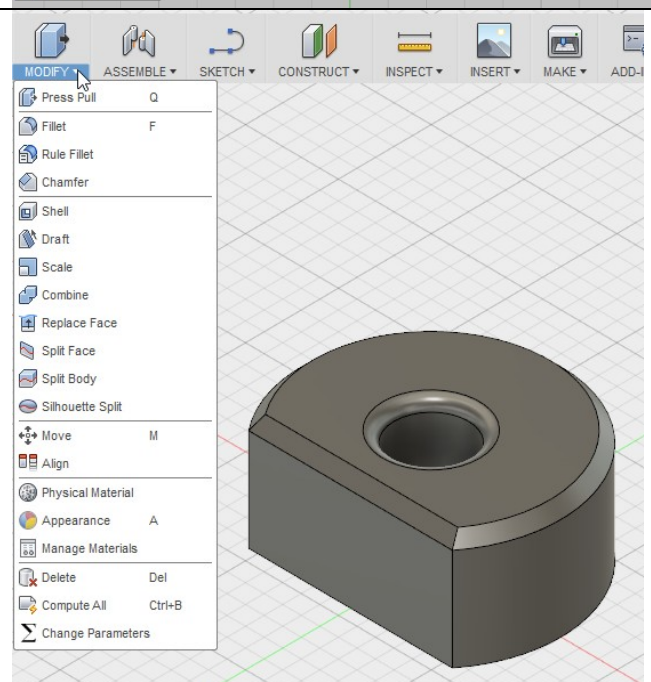 MODIFY ASSEMBLE SKETCH CONSTRUCT INSPECT INSERT MAKE
Press Pull Q
Fillet F
Rule Fillet
Chamfer
Shell
Draft
Scale
Combine
Replace Face
Split Face
Split Body
Silhouette Split
Move M
Align
Physical Material
Appearance A
Manage Materials
Delete Del
Compute All Ctrl+B
Change Parameters